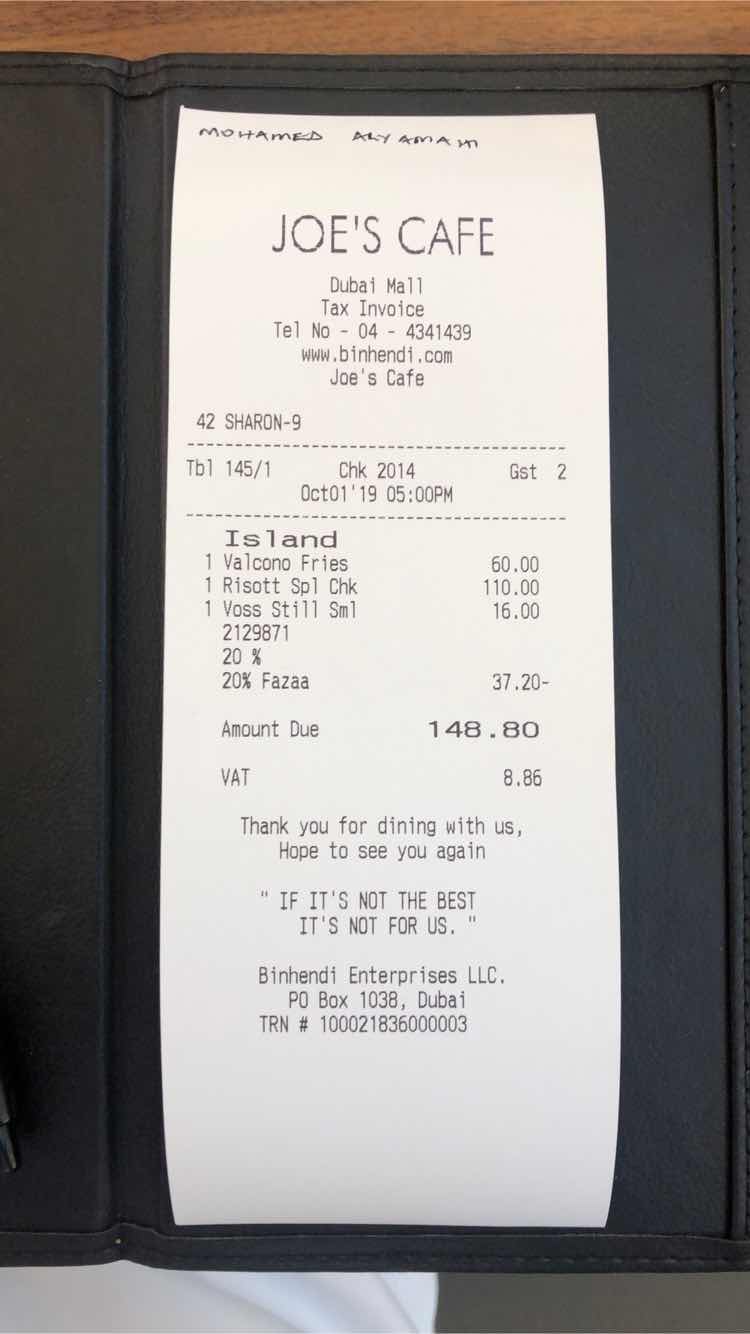 MOHAMED ALYAMAHI
JOE'S CAFE
Dubai Mall
Tax Invoice
Tel No - 04 - 4341439
www.binhendi.com
Joe's Cafe
42 SHARON-9
Tbl 145/1 Chk 2014 Gst 2
Oct01'19 05:00PM
Island
1 Valcono Fries 60.00
1 Risott Spl Chk 110.00
1 Voss Still Sml 16.00
2129871
20 %
20% Fazaa 37.20-
Amount Due 148.80
VAT 8.86
Thank you for dining with us,
Hope to see you again
" IF IT'S NOT THE BEST
IT'S NOT FOR US. "
Binhendi Enterprises LLC.
PO Box 1038, Dubai
TRN # 100021836000003